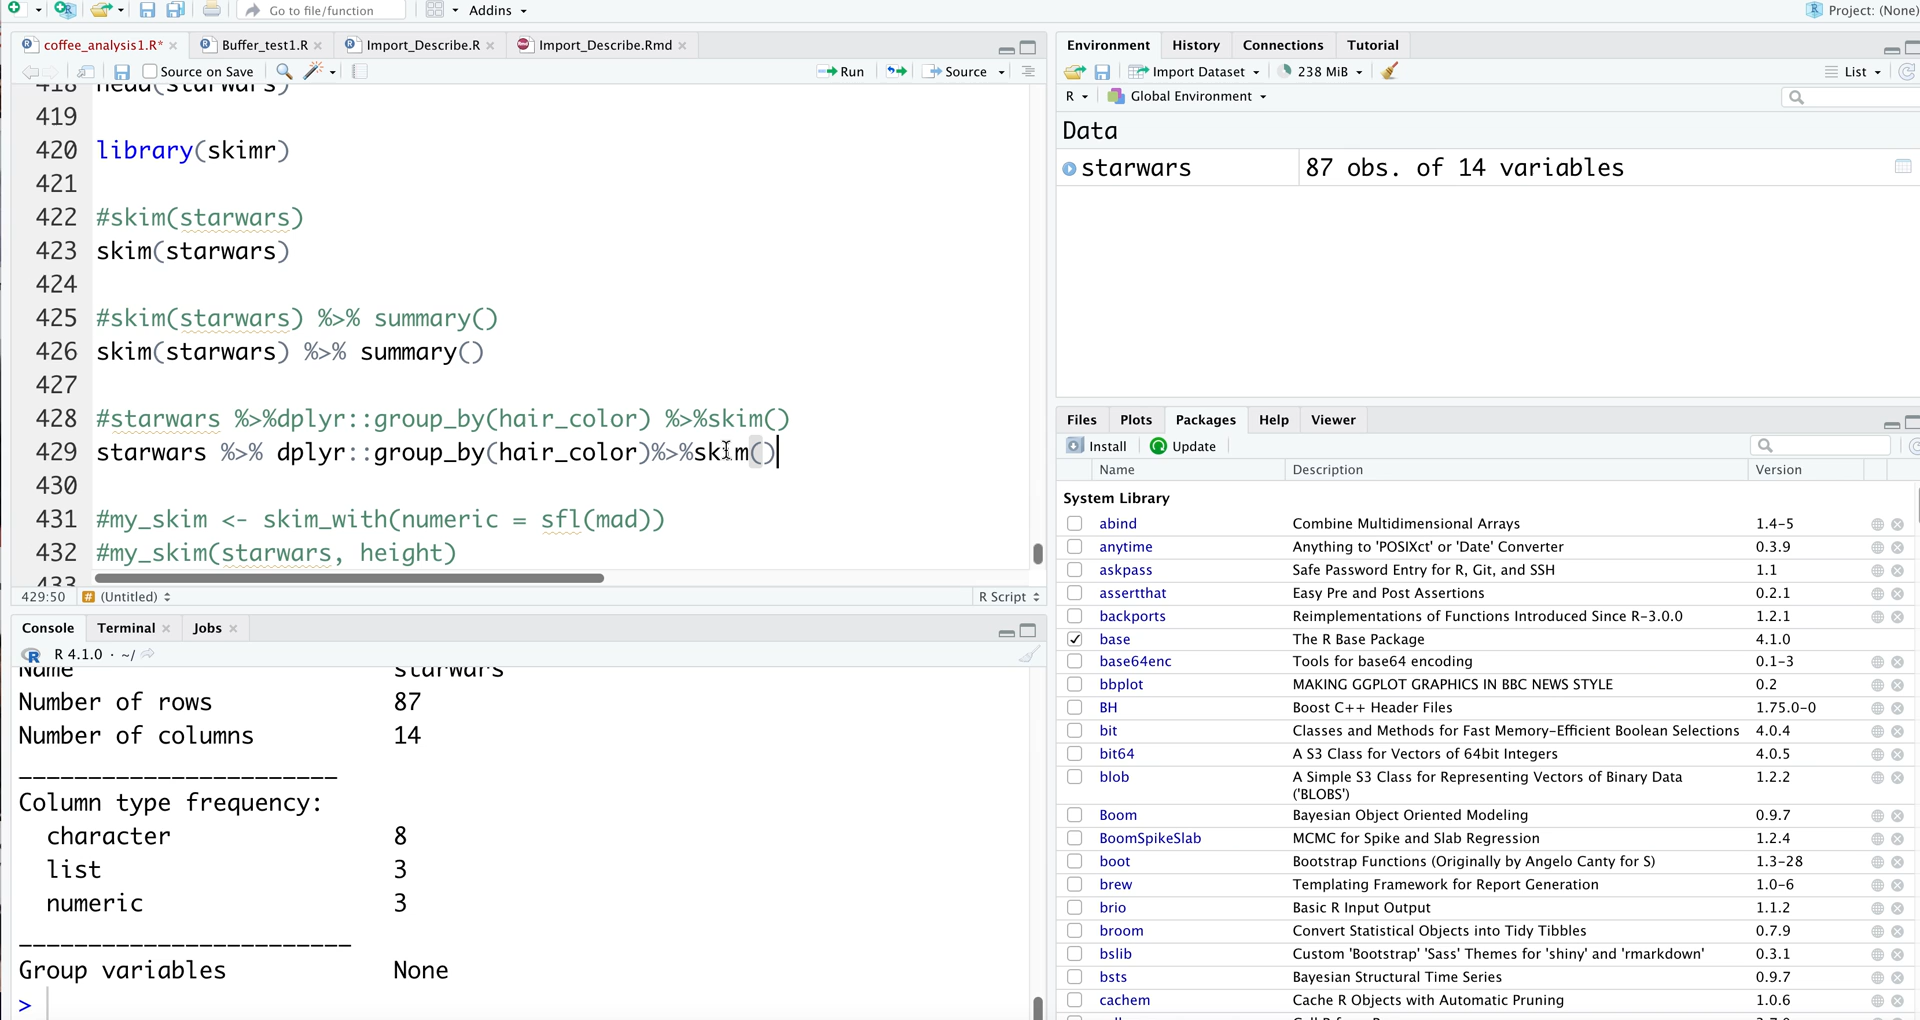 Go to file/function
Addins
Project: (None)
coffee_analysis1.R*
Buffer_test1.R
Import_Describe.R
Import_Describe.Rmd
Source on Save
Run
Source
418 head(starwars)
419
420 library(skimr)
421
422 #skim(starwars)
423 skim(starwars)
424
425 #skim(starwars) %>% summary()
426 skim(starwars) %>% summary()
427
428 #starwars %>%dplyr::group_by(hair_color) %>%skim()
429 starwars %>% dplyr::group_by(hair_color)%>%skim()
430
431 #my_skim <- skim_with(numeric = sfl(mad))
432 #my_skim(starwars, height)
433
429:50 # (Untitled) R Script
Console Terminal Jobs
R 4.1.0 · ~/
Name starwars
Number of rows 87
Number of columns 14
_______________________
Column type frequency:
character 8
list 3
numeric 3
________________________
Group variables None
>
Environment History Connections Tutorial
Import Dataset 238 MiB List
R Global Environment
Data
starwars 87 obs. of 14 variables
Files Plots Packages Help Viewer
Install Update
Name Description Version
System Library
abind Combine Multidimensional Arrays 1.4-5
anytime Anything to 'POSIXct' or 'Date' Converter 0.3.9
askpass Safe Password Entry for R, Git, and SSH 1.1
assertthat Easy Pre and Post Assertions 0.2.1
backports Reimplementations of Functions Introduced Since R-3.0.0 1.2.1
base The R Base Package 4.1.0
base64enc Tools for base64 encoding 0.1-3
bbplot MAKING GGPLOT GRAPHICS IN BBC NEWS STYLE 0.2
BH Boost C++ Header Files 1.75.0-0
bit Classes and Methods for Fast Memory-Efficient Boolean Selections 4.0.4
bit64 A S3 Class for Vectors of 64bit Integers 4.0.5
blob A Simple S3 Class for Representing Vectors of Binary Data 1.2.2
('BLOBS')
Boom Bayesian Object Oriented Modeling 0.9.7
BoomSpikeSlab MCMC for Spike and Slab Regression 1.2.4
boot Bootstrap Functions (Originally by Angelo Canty for S) 1.3-28
brew Templating Framework for Report Generation 1.0-6
brio Basic R Input Output 1.1.2
broom Convert Statistical Objects into Tidy Tibbles 0.7.9
bslib Custom 'Bootstrap' 'Sass' Themes for 'shiny' and 'rmarkdown' 0.3.1
bsts Bayesian Structural Time Series 0.9.7
cachem Cache R Objects with Automatic Pruning 1.0.6